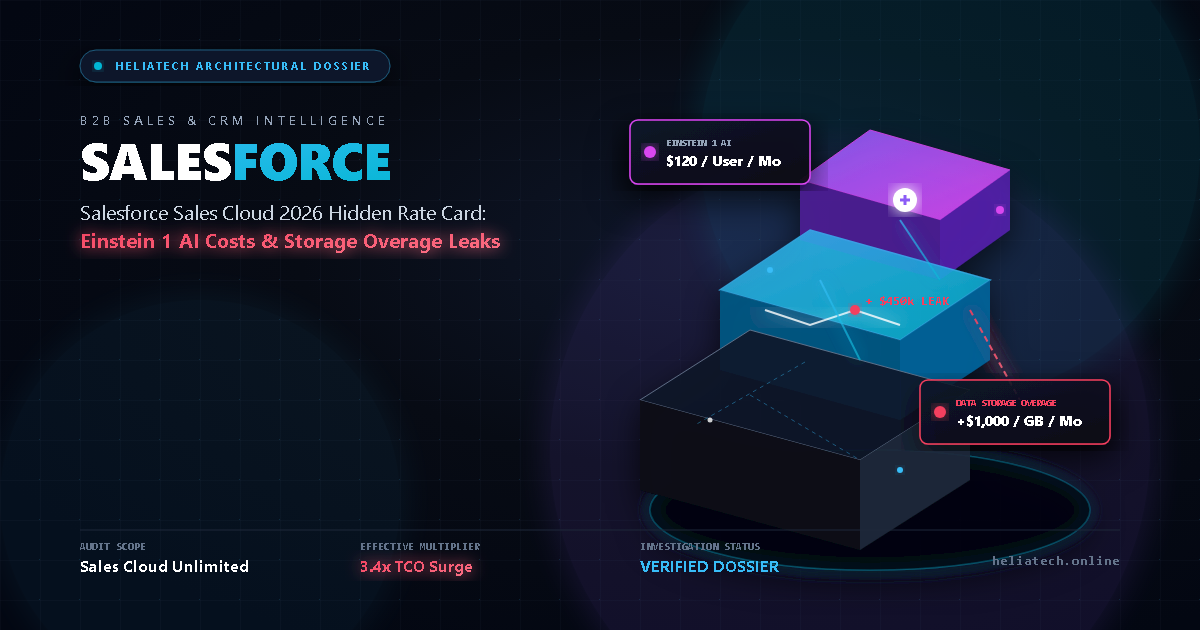 HELIATECH ARCHITECTURAL DOSSIER
B2B SALES & CRM INTELLIGENCE
SALESFORCE
Salesforce Sales Cloud 2026 Hidden Rate Card:
Einstein 1 AI Costs & Storage Overage Leaks
EINSTEIN 1 AI
$120 / User / Mo
LEAK
DATA STORAGE OVERAGE
+$1,000 / GB / Mo
AUDIT SCOPE
Sales Cloud Unlimited
EFFECTIVE MULTIPLIER
3.4x TCO Surge
INVESTIGATION STATUS
VERIFIED DOSSIER
heliatech.online